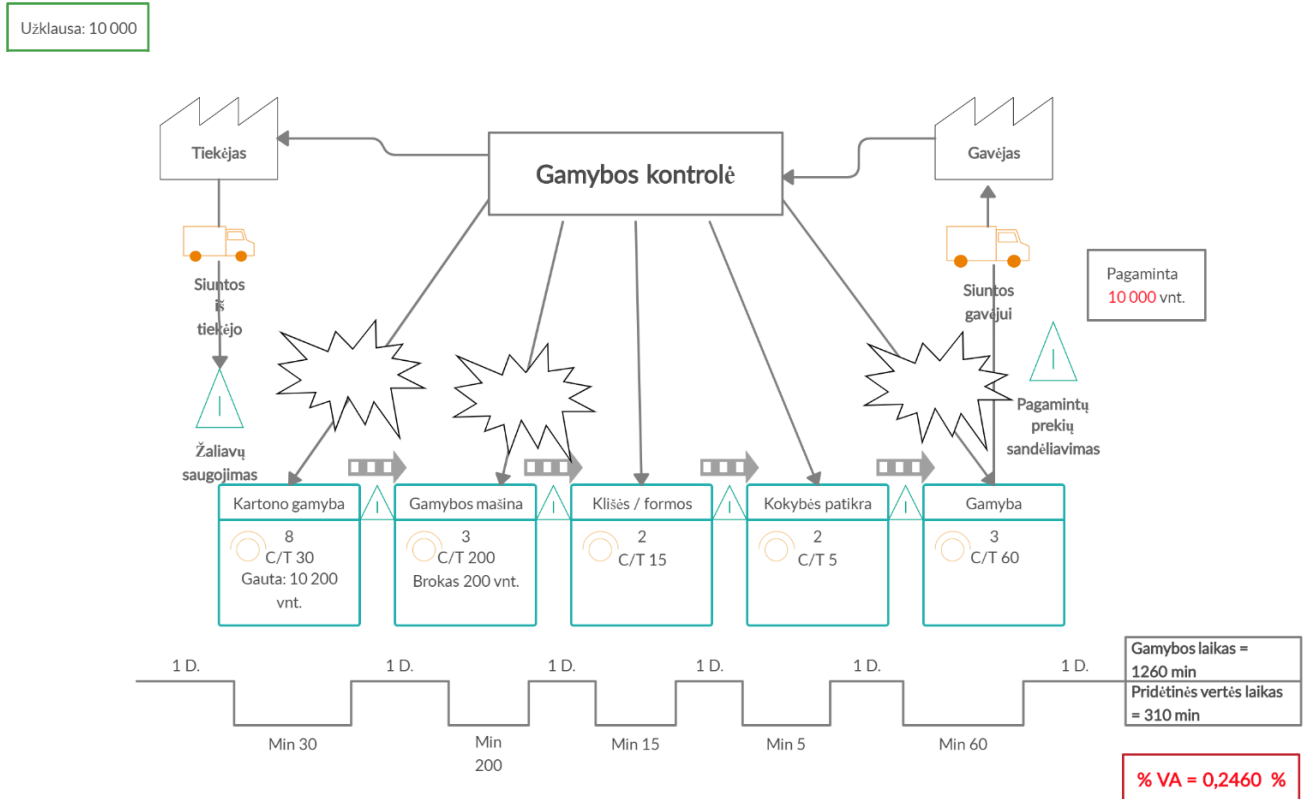 Užklausa: 10 000
Tiekėjas
Gamybos kontrolė
Gavėjas
Siuntos
iš
tiekėjo
Siuntos
gavėjui
Pagaminta
10 000 vnt.
Žaliavų
saugojimas
Pagamintų
prekių
sandėliavimas
Kartono gamyba
8
C/T 30
Gauta: 10 200
vnt.
Gamybos mašina
3
C/T 200
Brokas 200 vnt.
Klišės / formos
2
C/T 15
Kokybės patikra
2
C/T 5
Gamyba
3
C/T 60
I
I
I
I
I
I
1 D.
1 D.
1 D.
1 D.
1 D.
1 D.
Min 30
Min
200
Min 15
Min 5
Min 60
Gamybos laikas =
1260 min
Pridėtinės vertės laikas
= 310 min
% VA = 0,2460 %